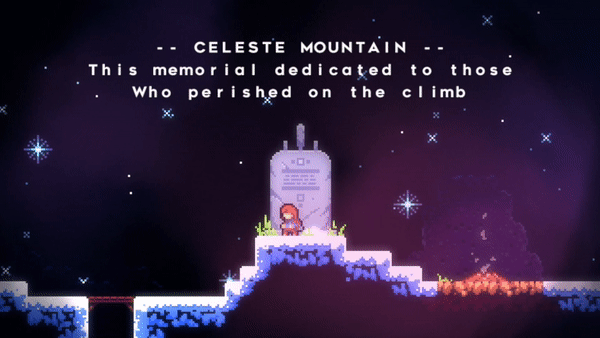 -- CELESTE MOUNTAIN --
This memorial dedicated to those
Who perished on the climb